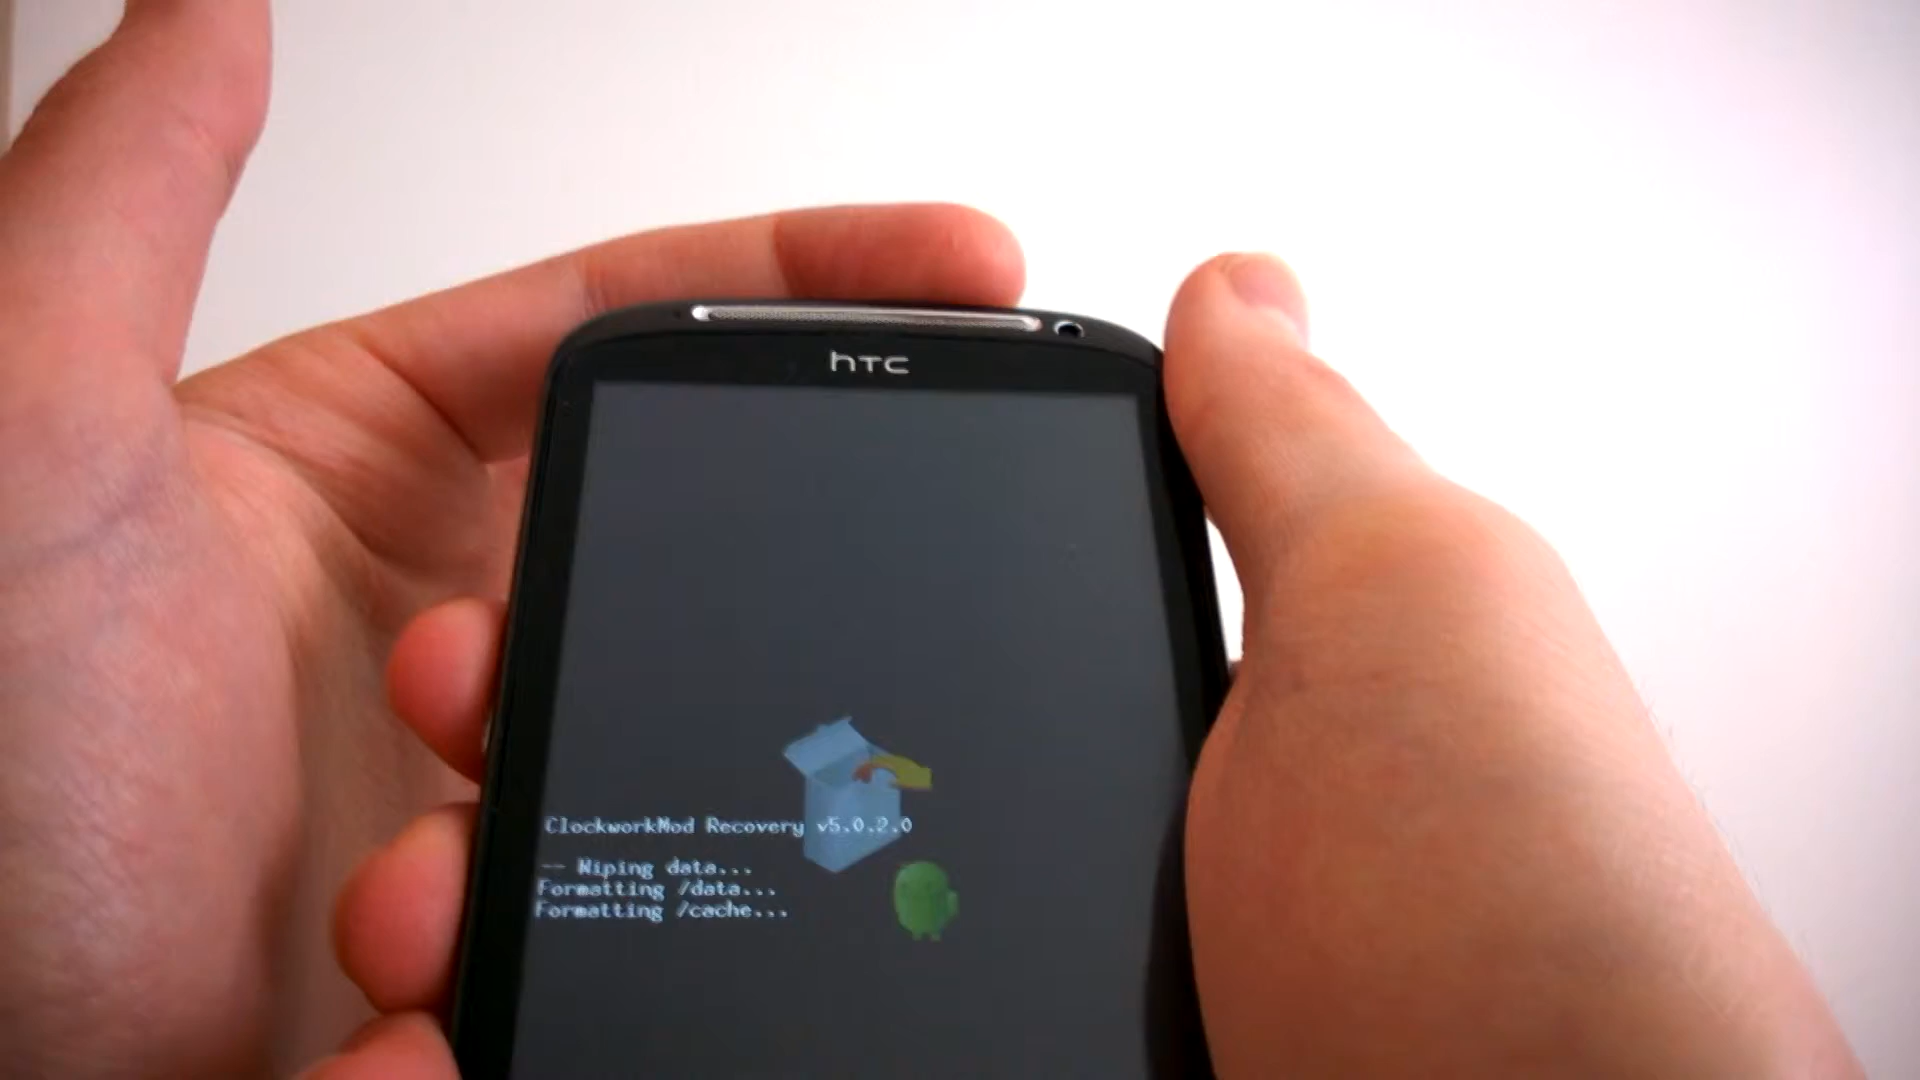 hTC
ClockworkMod Recovery v5.0.2.0
-- Wiping data...
Formatting /data...
Formatting /cache...